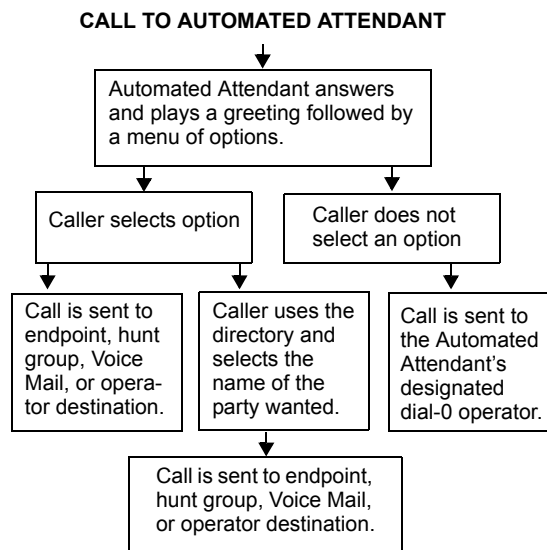 CALL TO AUTOMATED ATTENDANT
Automated Attendant answers
and plays a greeting followed by
a menu of options.
Caller selects option
Caller does not
select an option
Call is sent to
endpoint, hunt
group, Voice
Mail, or opera-
tor destination.
Caller uses the
directory and
selects the
name of the
party wanted.
Call is sent to
the Automated
Attendant’s
designated
dial-0 operator.
Call is sent to endpoint,
hunt group, Voice Mail,
or operator destination.